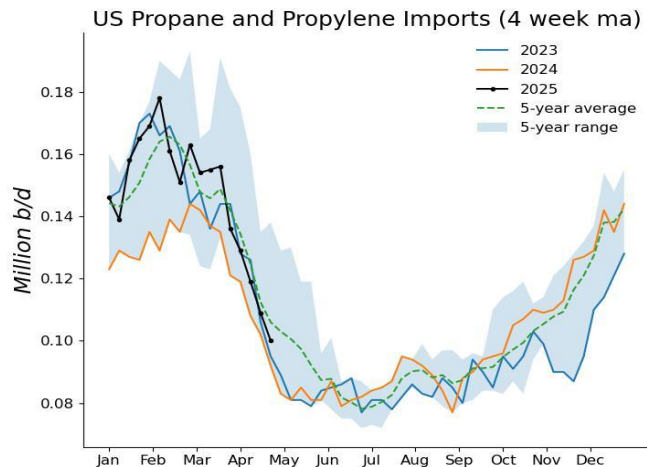 US Propane and Propylene Imports (4 week ma)
2023
2024
2025
5-year average
5-year range
Million b/d
0.18
0.16
0.14
0.12
0.10
0.08
Jan Feb Mar Apr May Jun Jul Aug Sep Oct Nov Dec